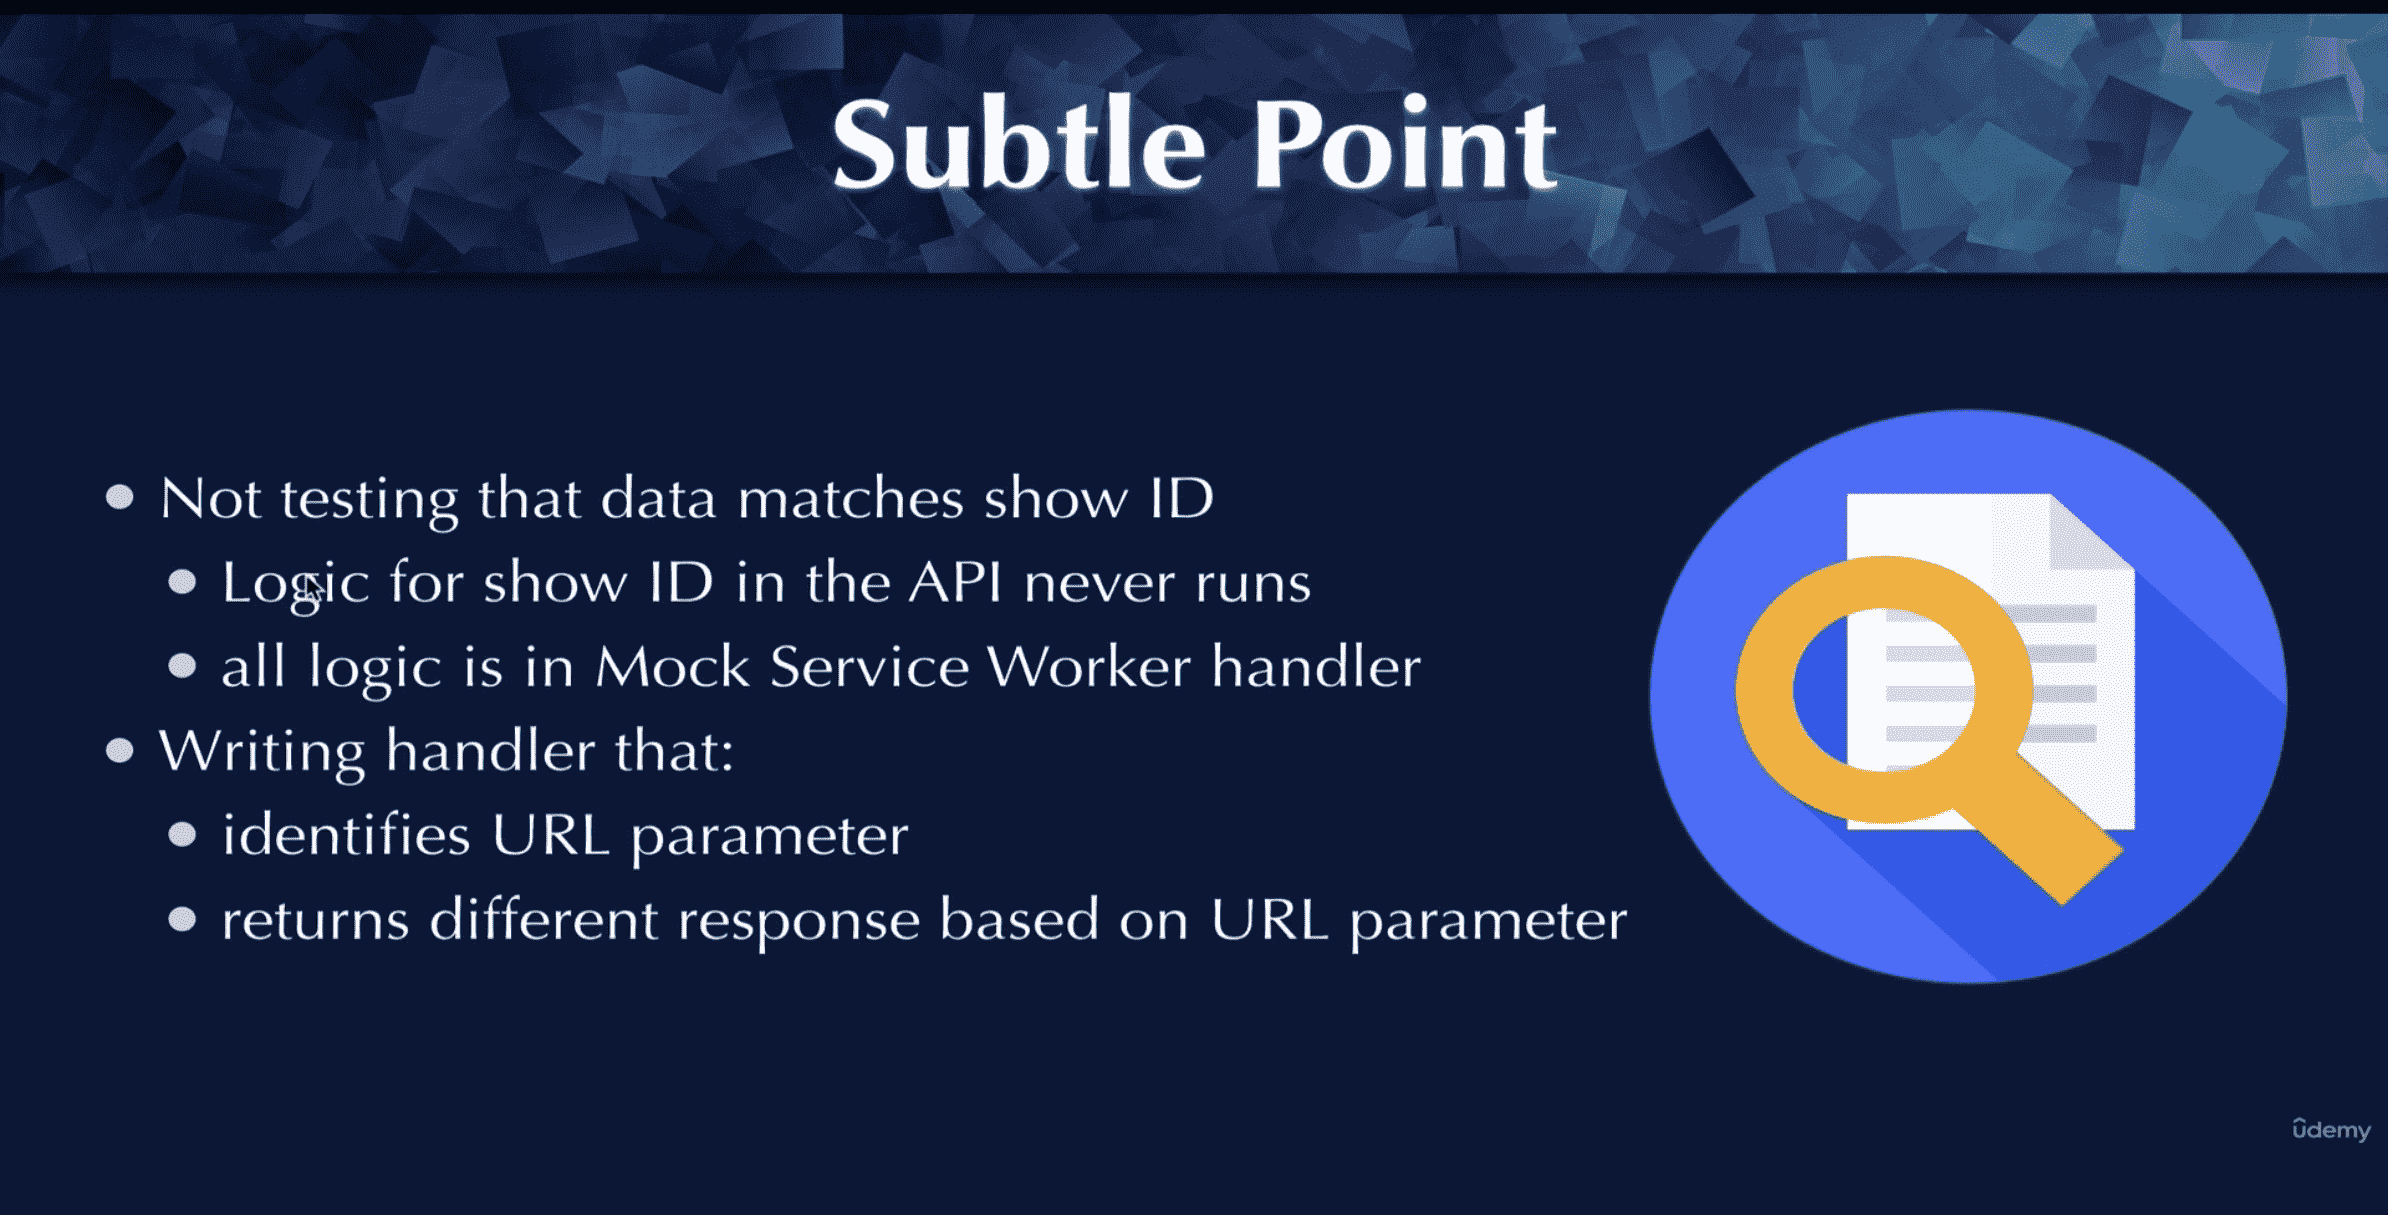 Subtle Point
Not testing that data matches show ID
Logic for show ID in the API never runs
all logic is in Mock Service Worker handler
Writing handler that:
identifies URL parameter
returns different response based on URL parameter
ûdemy